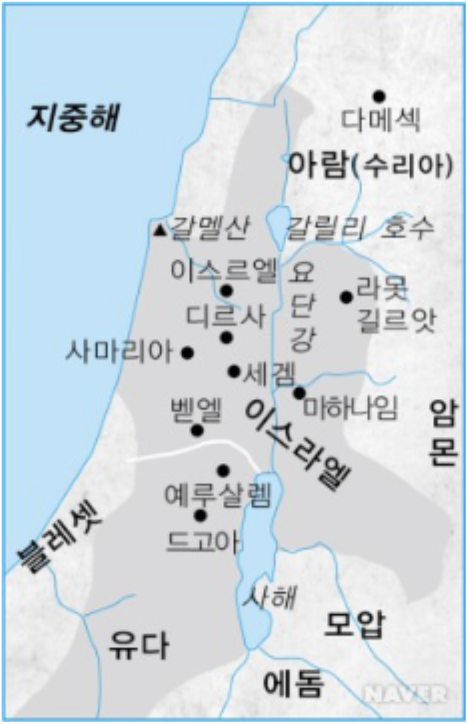 지중해
다메섹
아람(수리아)
갈멜산
갈릴리 호수
이스르엘
요단강
라못
길르앗
디르사
사마리아
세겜
마하나임
벧엘
이스라엘
암몬
예루살렘
블레셋
드고아
사해
모압
유다
에돔
NAVER